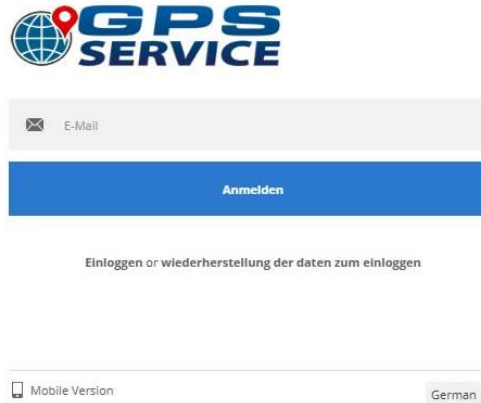 GPS
SERVICE
E-Mail
Anmelden
Einloggen or wiederherstellung der daten zum einloggen
Mobile Version
German